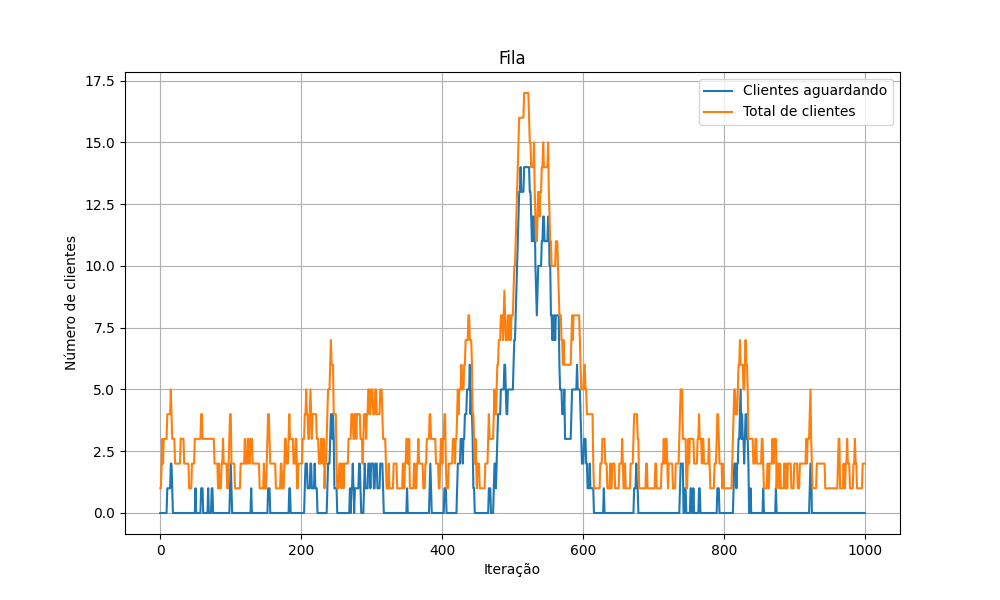 Fila
Clientes aguardando
Total de clientes
17.5
15.0
12.5
10.0
7.5
5.0
2.5
0.0
Número de clientes
0 200 400 600 800 1000
Iteração